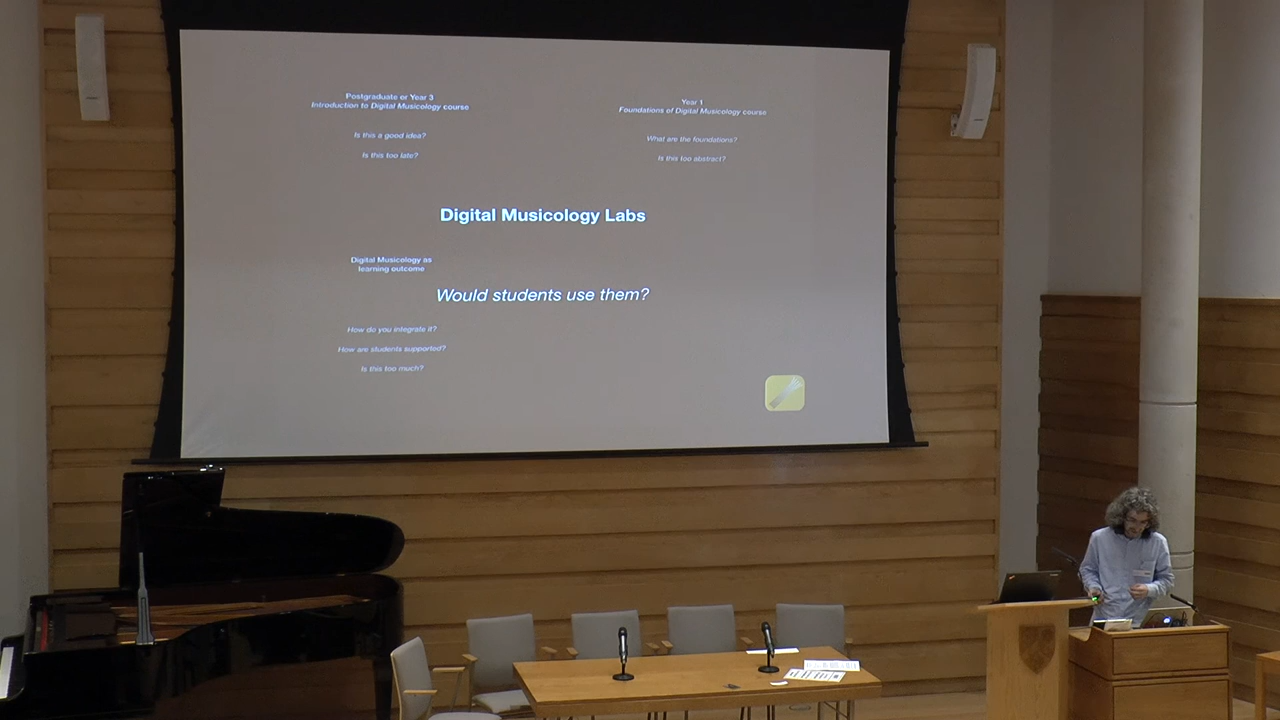 Postgraduate or Year 3
Introduction to Digital Musicology course
Is this a good idea?
Is this too late?
Year 1
Foundations of Digital Musicology course
What are the foundations?
Is this too abstract?
Digital Musicology Labs
Digital Musicology as
learning outcome
Would students use them?
How do you integrate it?
How are students supported?
Is this too much?